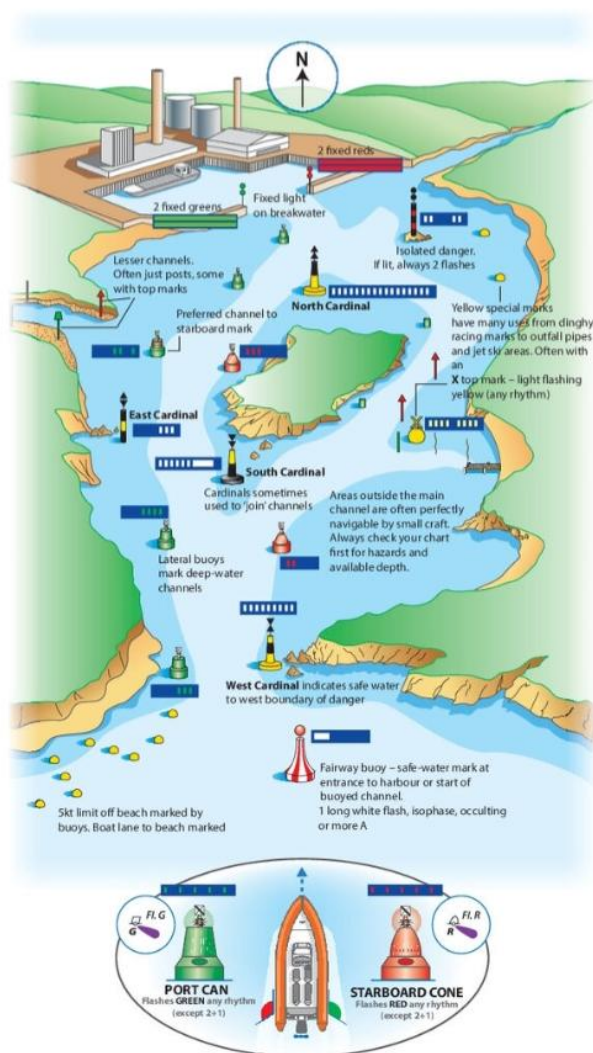 N
2 fixed reds
Fixed light
on breakwater
2 fixed greens
Isolated danger.
If lit, always 2 flashes
Lesser channels.
Often just posts, some
with top marks
North Cardinal
Preferred channel to
starboard mark
Yellow special marks
have many uses from dinghy
racing marks to outfall pipes
and jet ski areas. Often with
an
X top mark – light flashing
yellow (any rhythm)
East Cardinal
South Cardinal
Cardinals sometimes
used to ‘join’ channels
Areas outside the main
channel are often perfectly
navigable by small craft.
Always check your chart
first for hazards and
available depth.
Lateral buoys
mark deep-water
channels
West Cardinal indicates safe water
to west boundary of danger
Fairway buoy – safe-water mark at
entrance to harbour or start of
buoyed channel.
1 long white flash, isophase, occulting
or more A
5kt limit off beach marked by
buoys. Boat lane to beach marked
Fl. G
G
Fl. R
R
PORT CAN
Flashes GREEN any rhythm
(except 2+1)
STARBOARD CONE
Flashes RED any rhythm
(except 2+1)